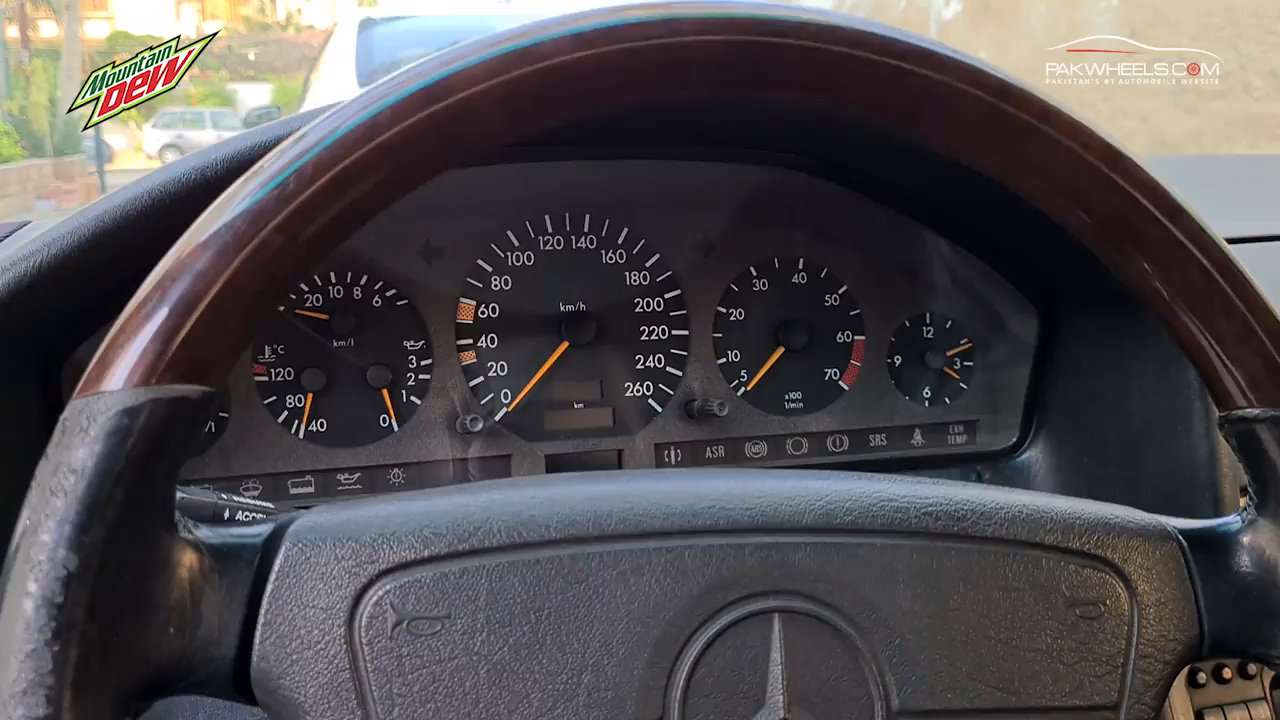 Mountain
DEW
PAKWHEELS.COM
PAKISTAN'S #1 AUTOMOBILE WEBSITE
20 10 8 6
km/l
°C
120
80
40
3
2
1
0
0
20
40
60
80
100
120
140
160
180
200
220
240
260
km/h
km
5
10
20
30
40
50
60
70
x100
1/min
12
3
6
9
ASR
ABS
SRS
EXH
TEMP
ACCEL